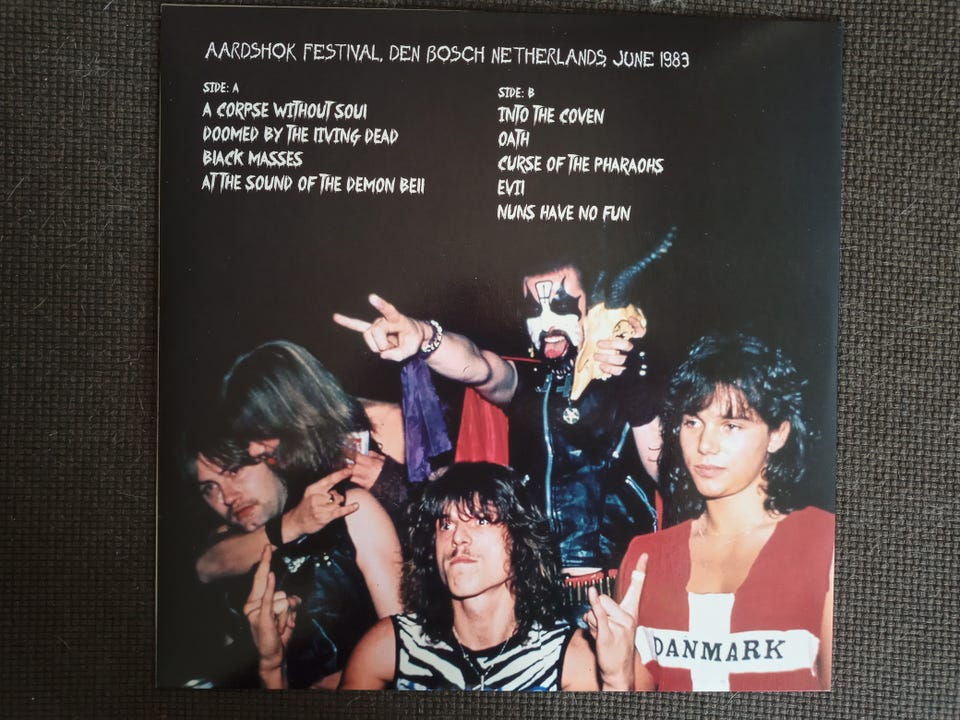 AARDSHOK FESTIVAL, DEN BOSCH NETHERLANDS, JUNE 1983
SIDE: A
A CORPSE WITHOUT SOUL
DOOMED BY THE LIVING DEAD
BLACK MASSES
AT THE SOUND OF THE DEMON BELL
SIDE: B
INTO THE COVEN
OATH
CURSE OF THE PHARAOHS
EVIL
NUNS HAVE NO FUN
DANMARK